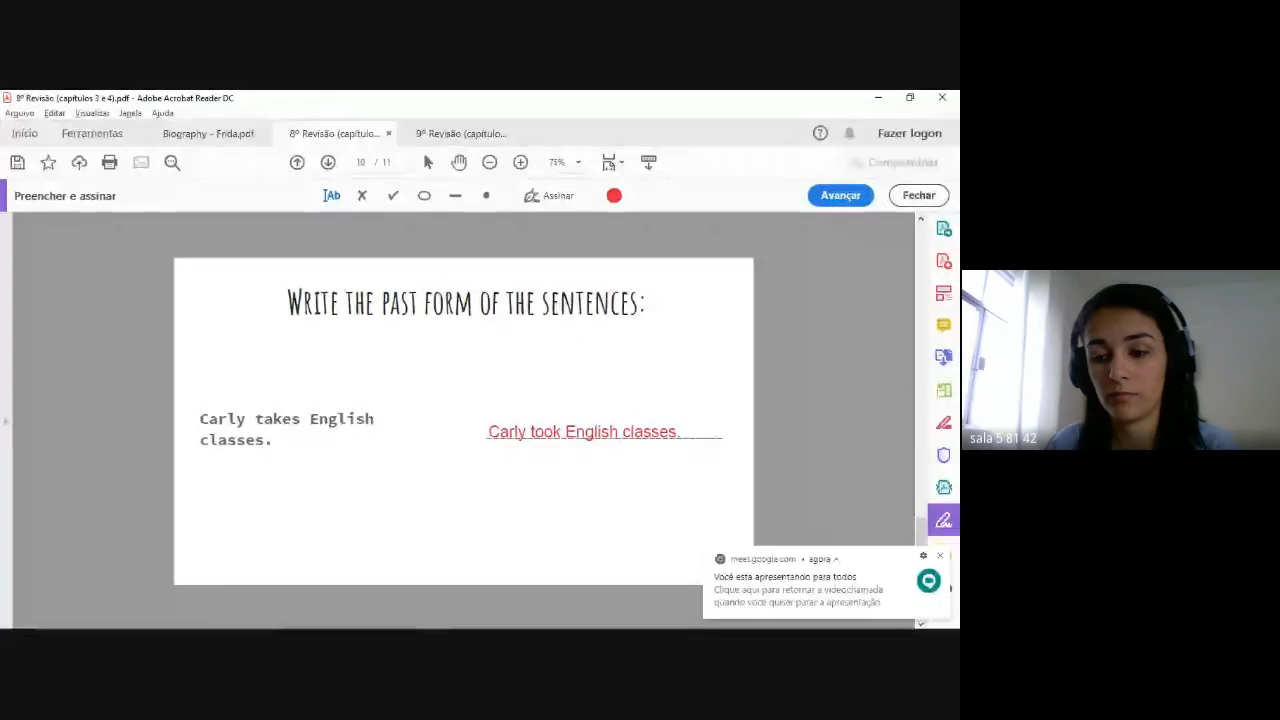 8º Revisão (capítulos 3 e 4).pdf - Adobe Acrobat Reader DC
Arquivo Editar Visualizar Janela Ajuda
Início Ferramentas Biography - Frida.pdf 8º Revisão (capítulo... × 9º Revisão (capítulo... Fazer logon
10 / 11 75% Compartilhar
Preencher e assinar Ab Assinar Avançar Fechar
WRITE THE PAST FORM OF THE SENTENCES:
Carly takes English
classes.
Carly took English classes.
sala 5 81 42
meet.google.com • agora
Você está apresentando para todos
Clique aqui para retornar a videochamada
quando você quiser parar a apresentação